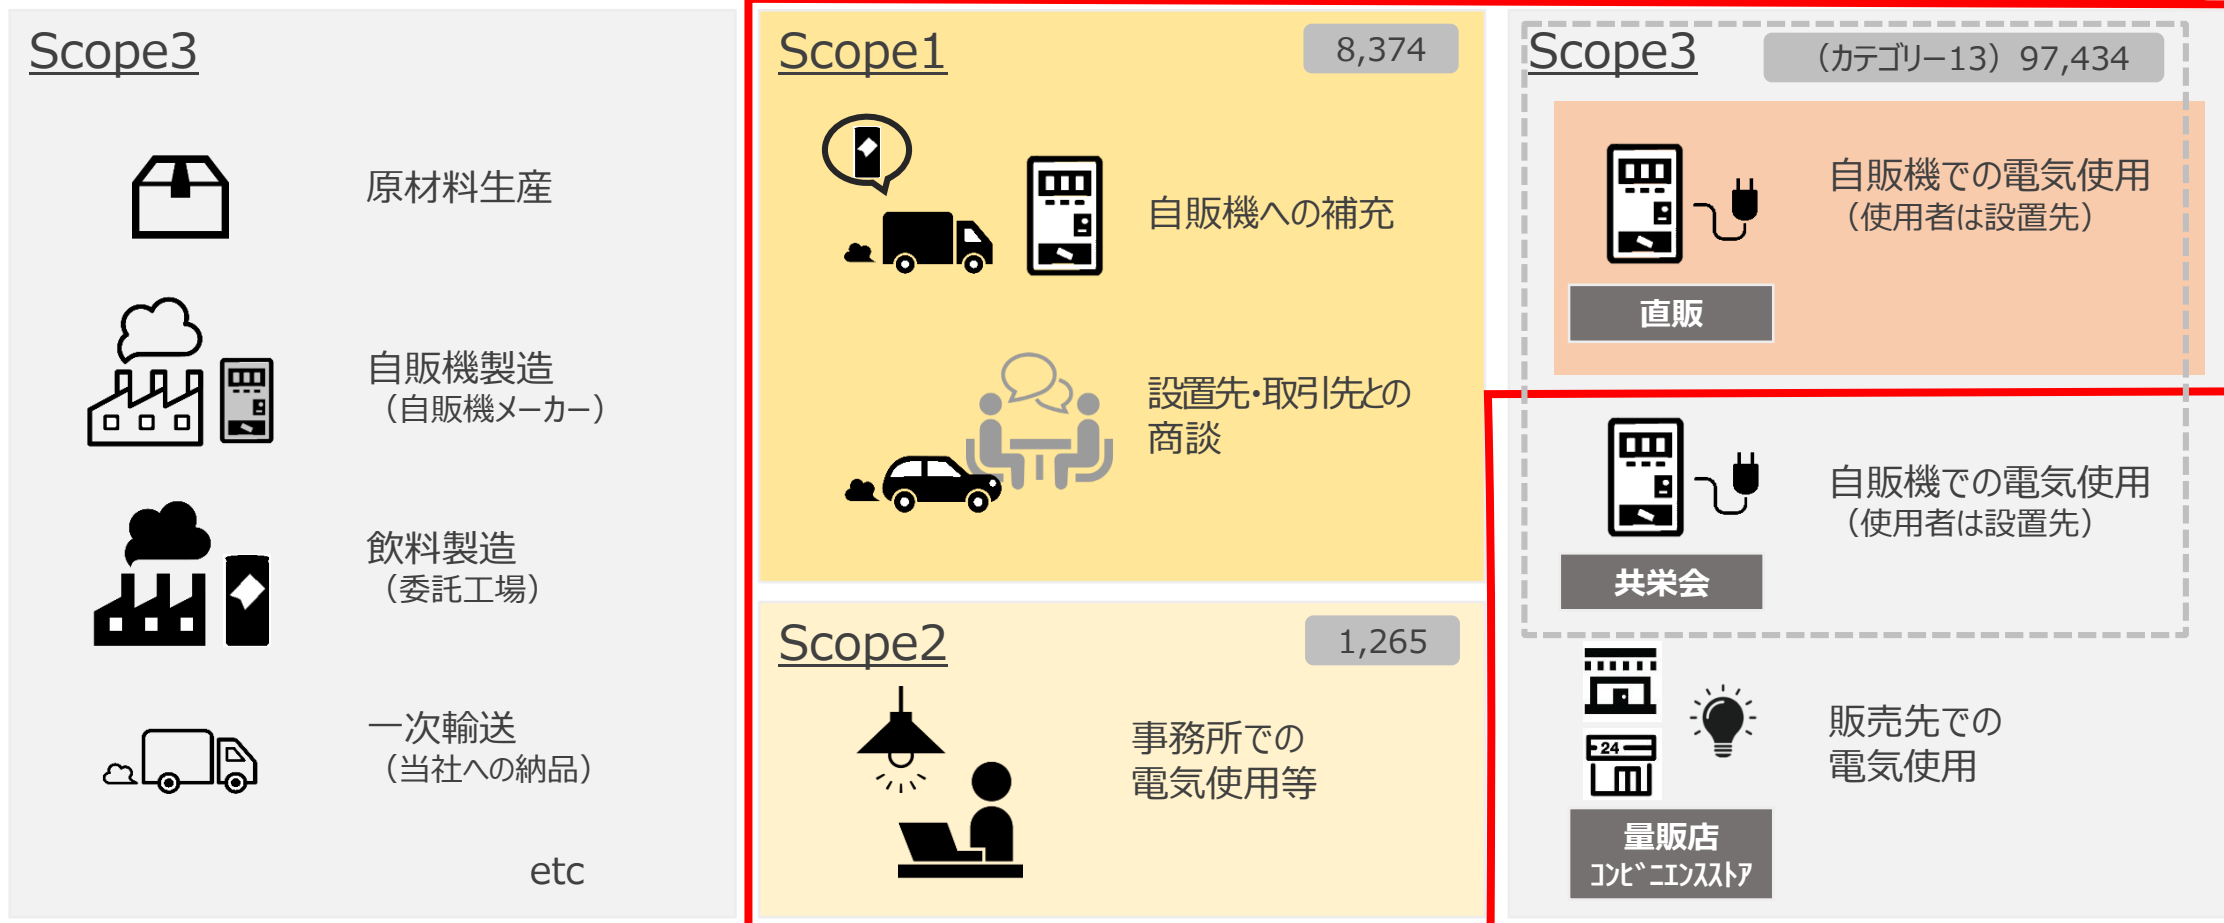 Scope3
原材料生産
自販機製造
（自販機メーカー）
飲料製造
（委託工場）
一次輸送
（当社への納品）
etc
Scope1
8,374
自販機への補充
設置先・取引先との
商談
Scope2
1,265
事務所での
電気使用等
Scope3
（カテゴリー13）97,434
自販機での電気使用
（使用者は設置先）
直販
自販機での電気使用
（使用者は設置先）
共栄会
24
販売先での
電気使用
量販店
ｺﾝﾋﾞﾆｴﾝｽｽﾄｱ